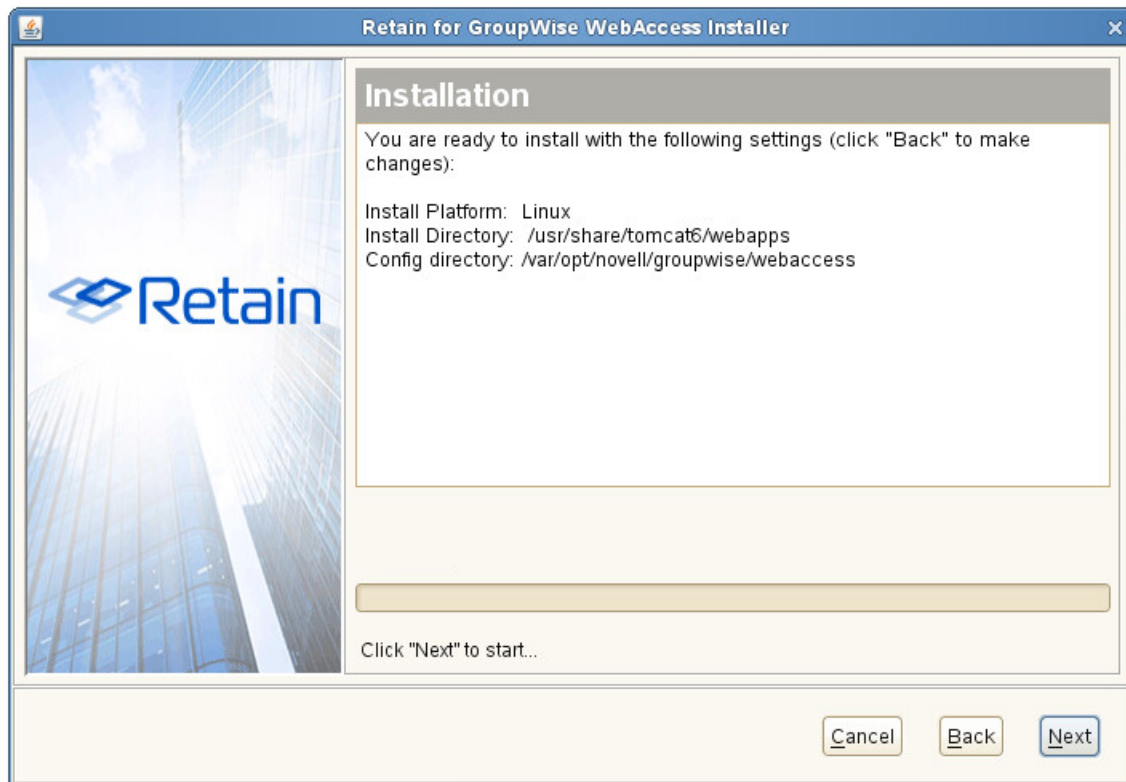 Retain for GroupWise WebAccess Installer
Retain
Installation
You are ready to install with the following settings (click "Back" to make
changes):
Install Platform: Linux
Install Directory: /usr/share/tomcat6/webapps
Config directory: /var/opt/novell/groupwise/webaccess
Click "Next" to start...
Cancel
Back
Next